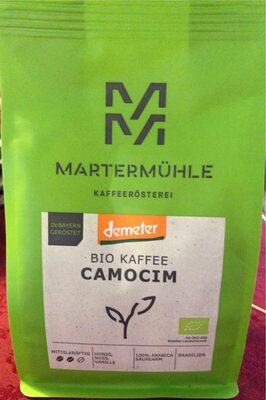 MARTERMÜHLE
KAFFEERÖSTEREI
IN BAYERN
GERÖSTET
demeter
BIO KAFFEE
CAMOCIM
MITTELKRÄFTIG
HONIG,
NUSS,
VANILLE
100% ARABICA
SÄUREARM
BRASILIEN